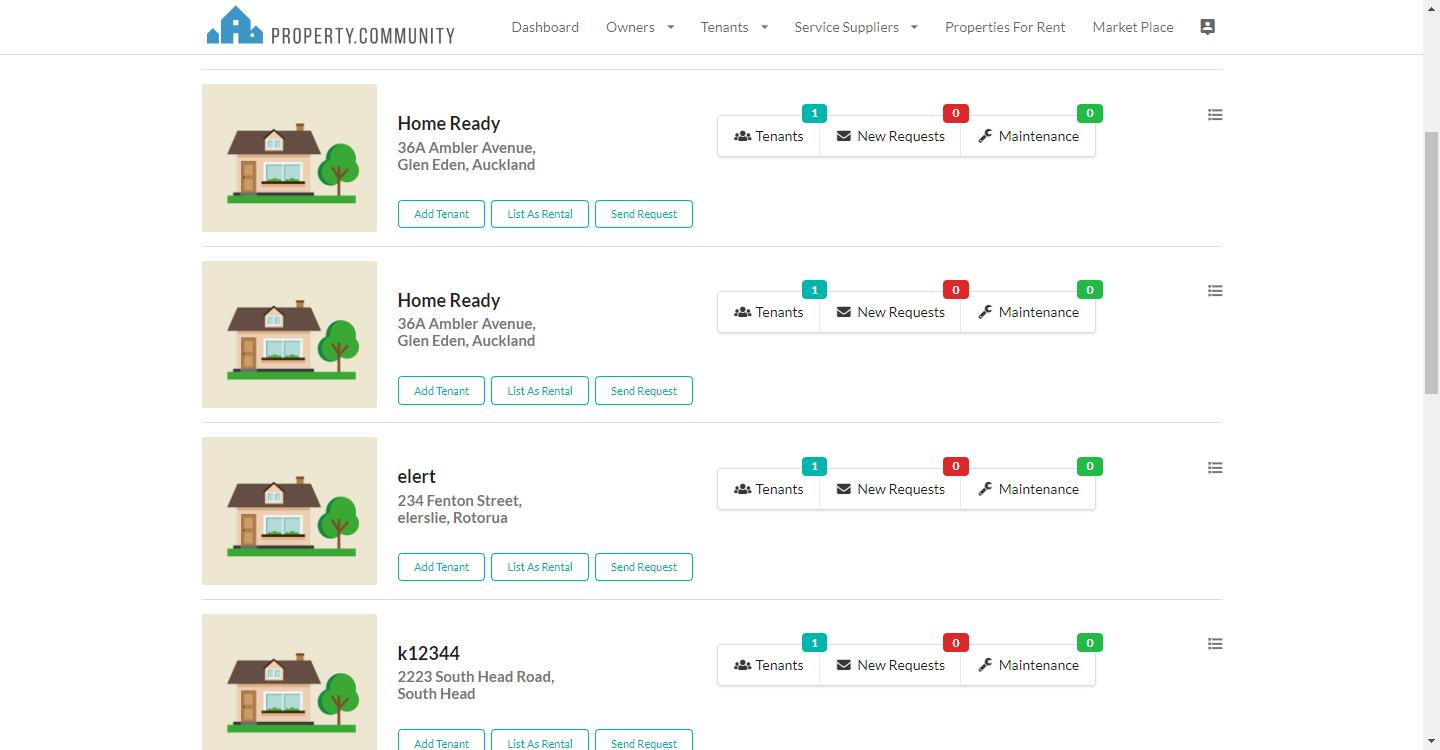 PROPERTY.COMMUNITY
Dashboard Owners Tenants Service Suppliers Properties For Rent Market Place
Home Ready
36A Ambler Avenue,
Glen Eden, Auckland
1 0 0
Tenants New Requests Maintenance
Add Tenant List As Rental Send Request
Home Ready
36A Ambler Avenue,
Glen Eden, Auckland
1 0 0
Tenants New Requests Maintenance
Add Tenant List As Rental Send Request
elert
234 Fenton Street,
elerslie, Rotorua
1 0 0
Tenants New Requests Maintenance
Add Tenant List As Rental Send Request
k12344
2223 South Head Road,
South Head
1 0 0
Tenants New Requests Maintenance
Add Tenant List As Rental Send Request